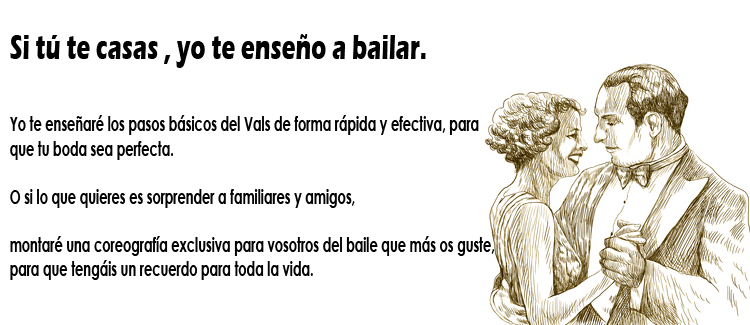 Si tú te casas , yo te enseño a bailar.
Yo te enseñaré los pasos básicos del Vals de forma rápida y efectiva, para
que tu boda sea perfecta.
O si lo que quieres es sorprender a familiares y amigos,
montaré una coreografía exclusiva para vosotros del baile que más os guste,
para que tengáis un recuerdo para toda la vida.